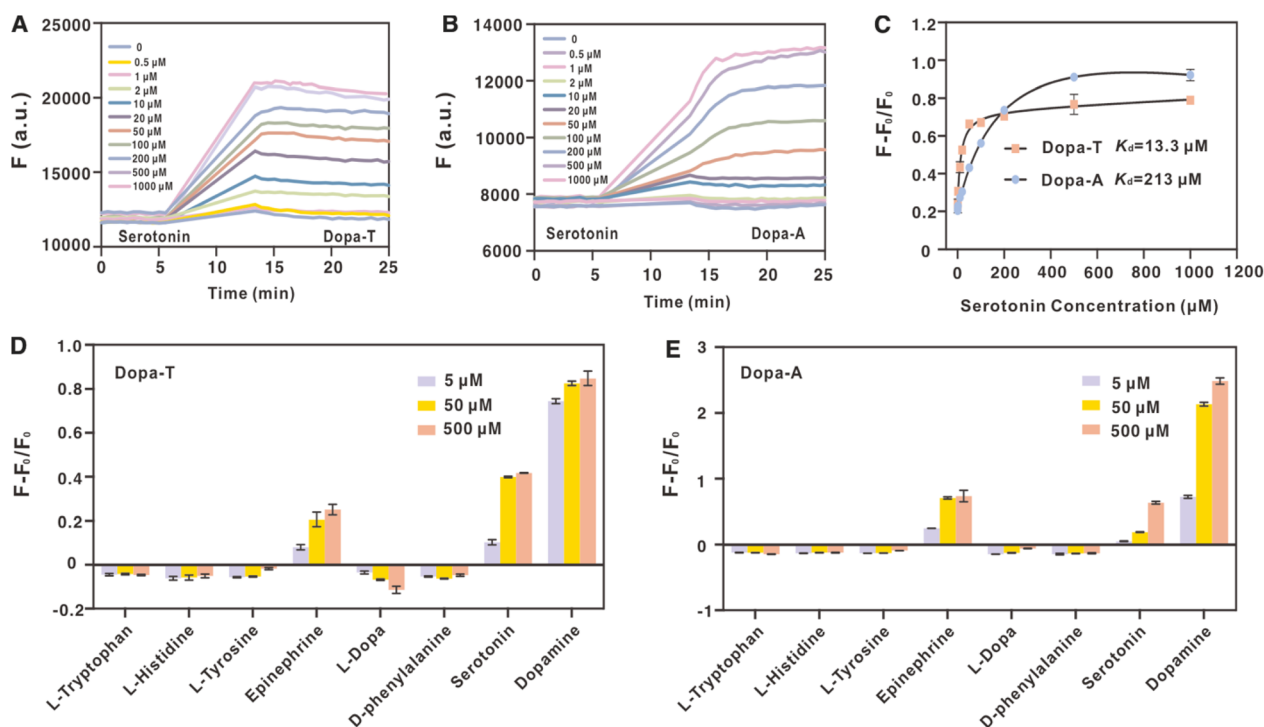 A
F (a.u.)
25000
20000
15000
10000
0
0.5 µM
1 µM
2 µM
10 µM
20 µM
50 µM
100 µM
200 µM
500 µM
1000 µM
Serotonin
Dopa-T
0 5 10 15 20 25
Time (min)
B
F (a.u.)
14000
12000
10000
8000
6000
0
0.5 µM
1 µM
2 µM
10 µM
20 µM
50 µM
100 µM
200 µM
500 µM
1000 µM
Serotonin
Dopa-A
0 5 10 15 20 25
Time (min)
C
F-F₀/F₀
1.2
1.0
0.8
0.6
0.4
0.2
0
Dopa-T Kd=13.3 µM
Dopa-A Kd=213 µM
0 200 400 600 800 1000 1200
Serotonin Concentration (µM)
D
F-F₀/F₀
1.0
0.8
0.6
0.4
0.2
0
-0.2
Dopa-T
5 µM
50 µM
500 µM
L-Tryptophan
L-Histidine
L-Tyrosine
Epinephrine
L-Dopa
D-phenylalanine
Serotonin
Dopamine
E
F-F₀/F₀
3
2
1
0
-1
Dopa-A
5 µM
50 µM
500 µM
L-Tryptophan
L-Histidine
L-Tyrosine
Epinephrine
L-Dopa
D-phenylalanine
Serotonin
Dopamine